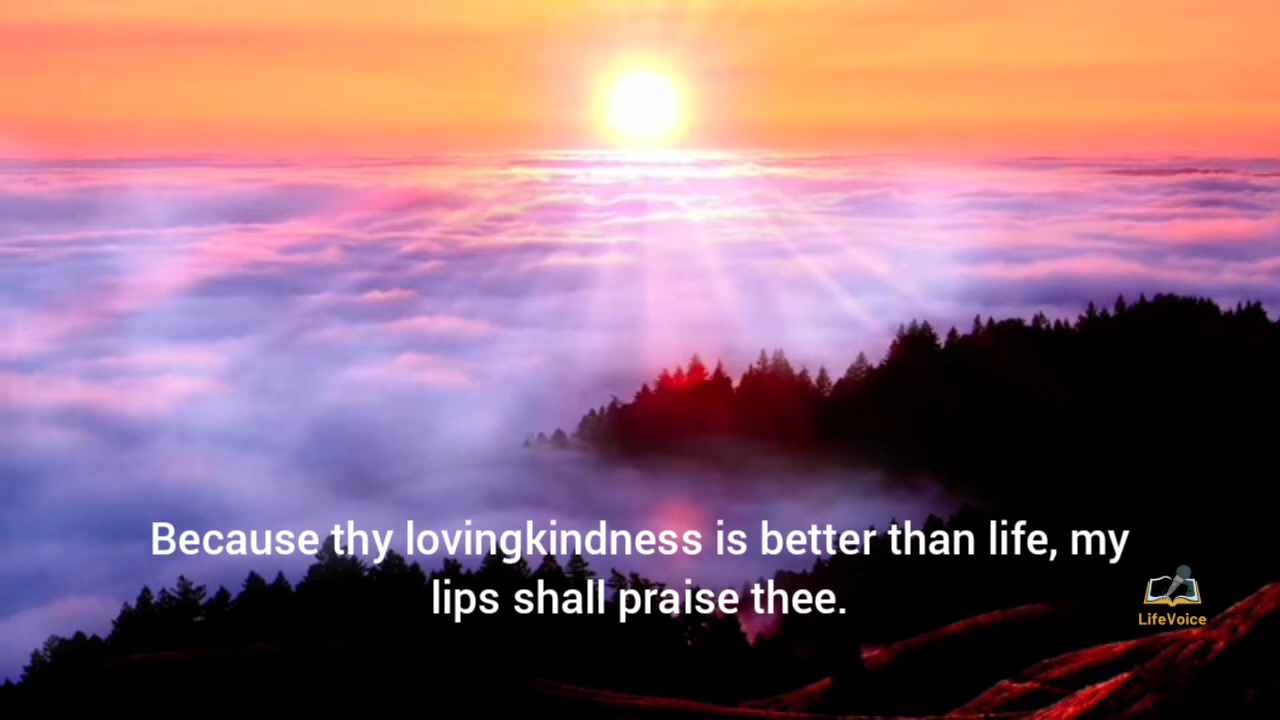 Because thy lovingkindness is better than life, my
lips shall praise thee.
LifeVoice